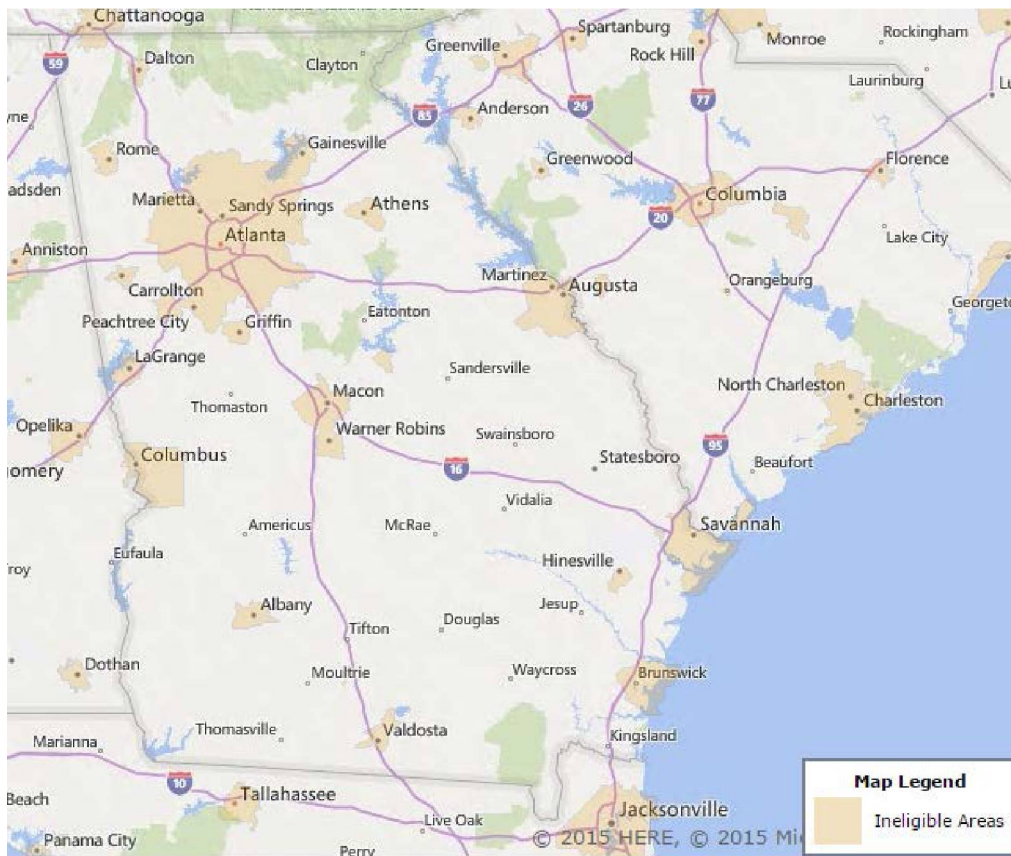 Chattanooga
Spartanburg
Greenville
Rock Hill
Monroe
Rockingham
59
Dalton
Clayton
Laurinburg
26
77
85
Anderson
Rome
Gainesville
Greenwood
Florence
Marietta
Sandy Springs
Athens
Columbia
20
Atlanta
Lake City
Anniston
Martinez
Augusta
Orangeburg
Carrollton
Peachtree City
Griffin
Eatonton
LaGrange
Sandersville
North Charleston
Charleston
Thomaston
Macon
Opelika
Warner Robins
Swainsboro
95
Columbus
16
Statesboro
Beaufort
Vidalia
Americus
McRae
Savannah
Eufaula
Hinesville
Albany
Jesup
Douglas
Tifton
Dothan
Moultrie
Waycross
Brunswick
Thomasville
Valdosta
Kingsland
Marianna
10
Tallahassee
Jacksonville
Live Oak
Panama City
Perry
Beach
Map Legend
Ineligible Areas
© 2015 HERE, © 2015